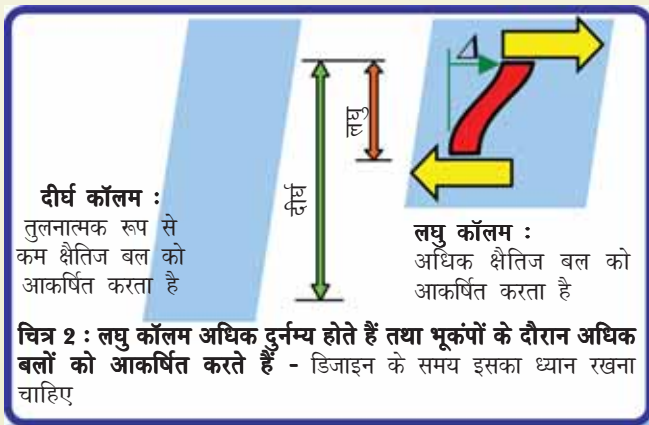 Δ
लघु
दीर्घ
दीर्घ कॉलम :
तुलनात्मक रूप से
कम क्षैतिज बल को
आकर्षित करता है
लघु कॉलम :
अधिक क्षैतिज बल को
आकर्षित करता है
चित्र 2 : लघु कॉलम अधिक दुर्नम्य होते हैं तथा भूकंपों के दौरान अधिक
बलों को आकर्षित करते हैं - डिजाइन के समय इसका ध्यान रखना
चाहिए